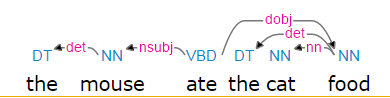 dobj
det
det nsubj nn
DT NN VBD DT NN NN
the mouse ate the cat food